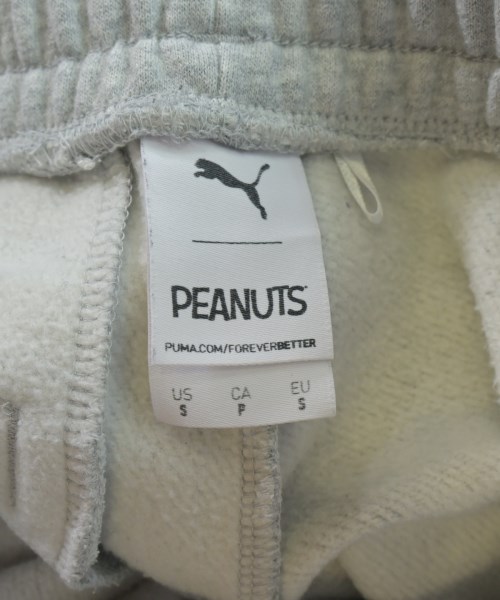 PEANUTS
PUMA.COM/FOREVERBETTER
US CA EU
S P S